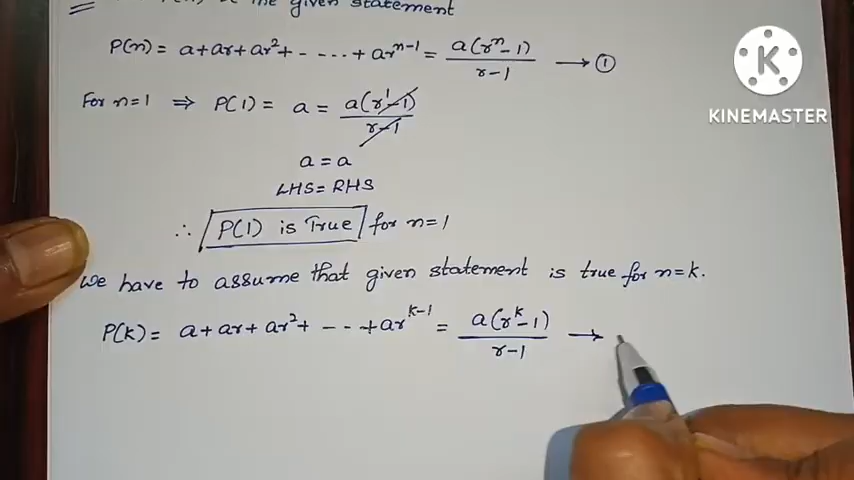 the given statement
P(n) = a+ar+ar²+ - ---- + arⁿ⁻¹ = a(rⁿ-1) / r-1 → ①
For n=1 ⇒ P(1) = a = a(r¹-1) / r-1
a = a
LHS = RHS
∴ P(1) is True for n=1
We have to assume that given statement is true for n=k.
P(k) = a+ar+ar²+ - - - +arᵏ⁻¹ = a(rᵏ-1) / r-1 →
K
KINEMASTER